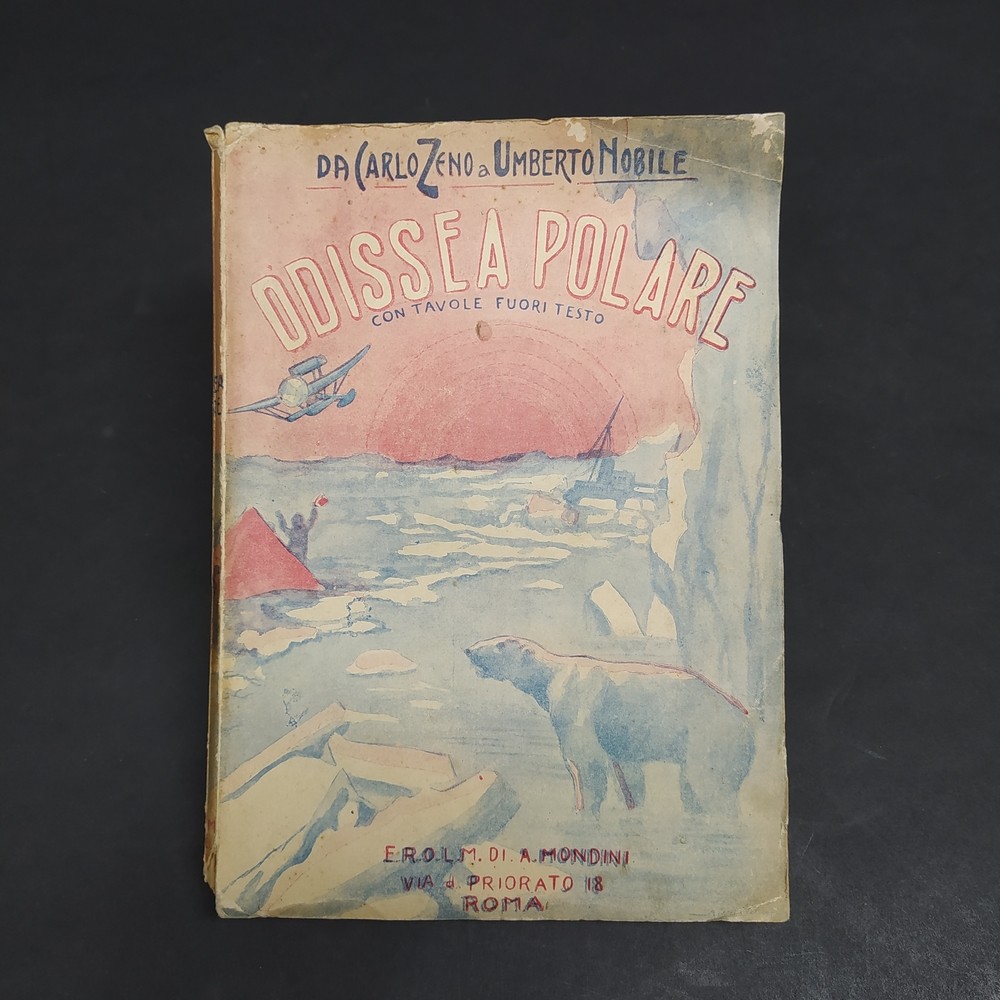 DA CARLO ZENO a UMBERTO NOBILE
ODISSEA POLARE
CON TAVOLE FUORI TESTO
E.R.O.L.M. DI A. MONDINI
VIA d. PRIORATO 18
ROMA